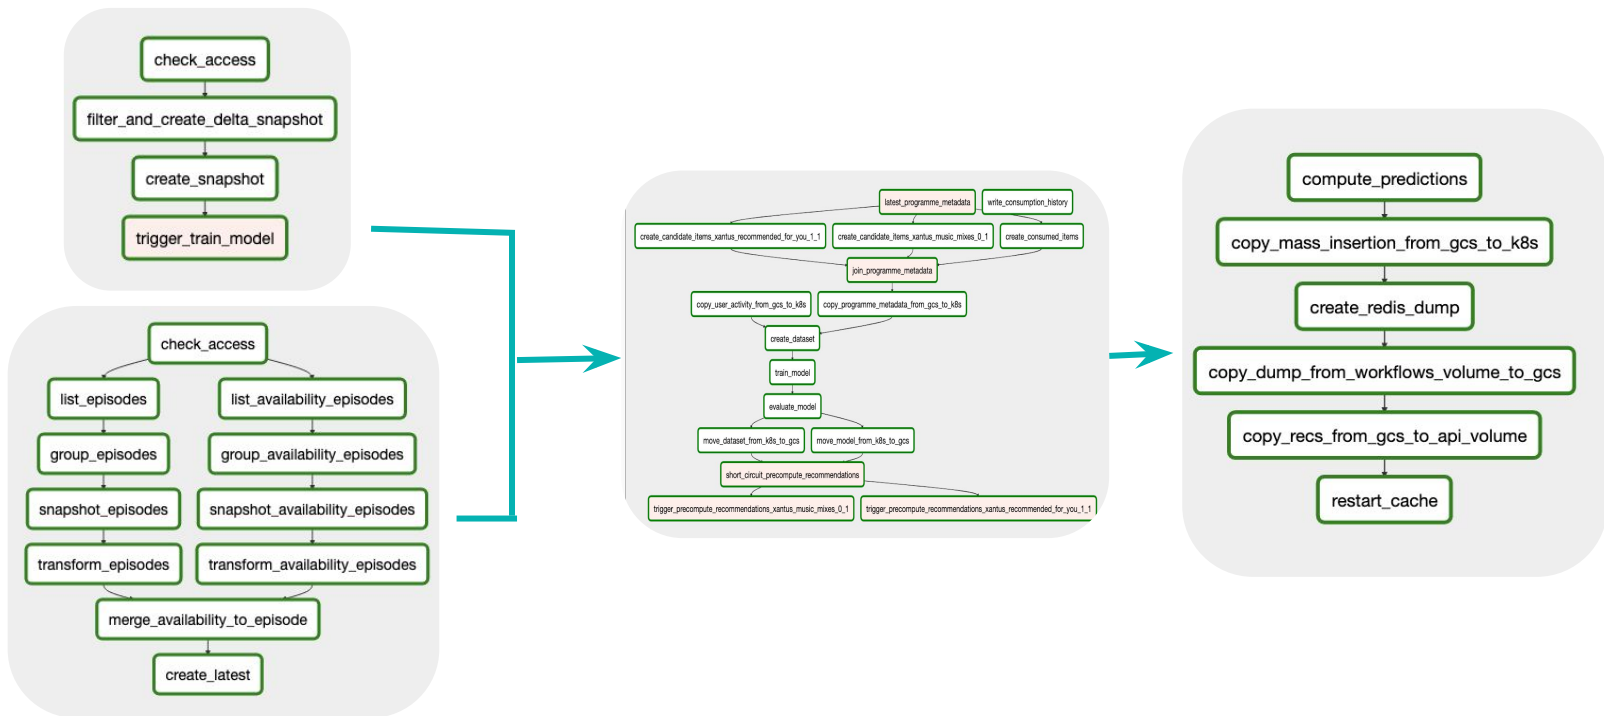 check_access
filter_and_create_delta_snapshot
create_snapshot
trigger_train_model
check_access
list_episodes
list_availability_episodes
group_episodes
group_availability_episodes
snapshot_episodes
snapshot_availability_episodes
transform_episodes
transform_availability_episodes
merge_availability_to_episode
create_latest
latest_programme_metadata
write_consumption_history
create_candidate_items_xantus_recommended_for_you_1_1
create_candidate_items_xantus_music_mixes_0_1
create_consumed_items
join_programme_metadata
copy_user_activity_from_gcs_to_k8s
copy_programme_metadata_from_gcs_to_k8s
create_dataset
train_model
evaluate_model
move_dataset_from_k8s_to_gcs
move_model_from_k8s_to_gcs
short_circuit_precompute_recommendations
trigger_precompute_recommendations_xantus_music_mixes_0_1
trigger_precompute_recommendations_xantus_recommended_for_you_1_1
compute_predictions
copy_mass_insertion_from_gcs_to_k8s
create_redis_dump
copy_dump_from_workflows_volume_to_gcs
copy_recs_from_gcs_to_api_volume
restart_cache